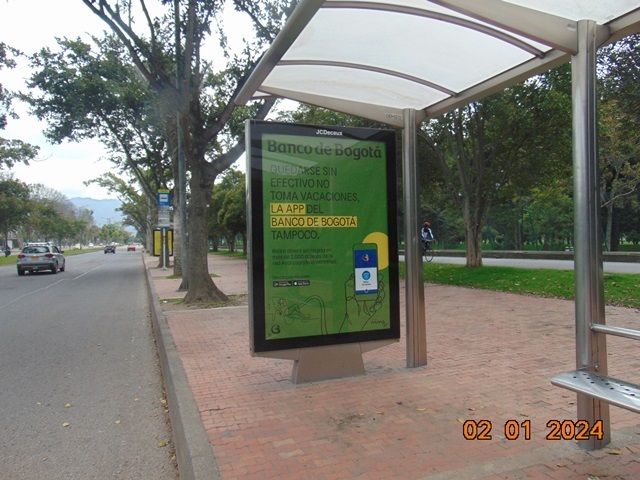 JCDecaux
Banco de Bogotá
QUEDARSE SIN
EFECTIVO NO
TOMA VACACIONES,
LA APP DEL
BANCO DE BOGOTÁ
TAMPOCO.
02 01 2024